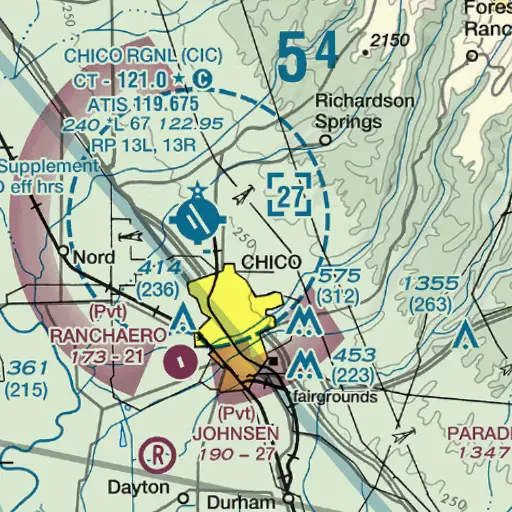 Fores
Ranc
54
2150
CHICO RGNL (CIC)
CT - 121.0 ★ C
ATIS 119.675
240 *L 67 122.95
RP 13L, 13R
Richardson
Springs
Supplement
O eff hrs
27
250
250
Nord
CHICO
414
(236)
575
(312)
1355
(263)
(Pvt)
RANCHAERO
173 - 21
361
(215)
453
(223)
fairgrounds
(Pvt)
JOHNSEN
190 - 27
PARADI
1347
R
Dayton
Durham